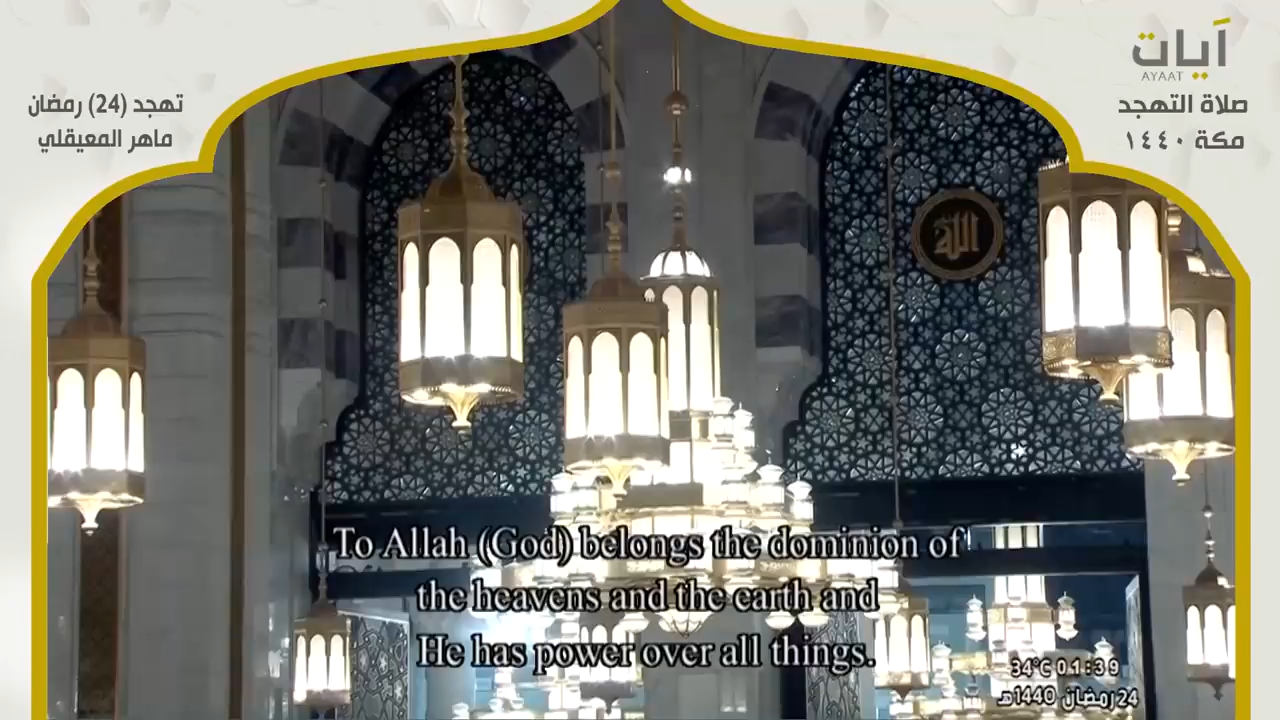 آيات
AYAAT
صلاة التهجد
مكة ١٤٤٠
تهجد (24) رمضان
ماهر المعيقلي
الله
To Allah (God) belongs the dominion of
the heavens and the earth and
He has power over all things.
34°C 01:39
24 رمضان 1440هـ